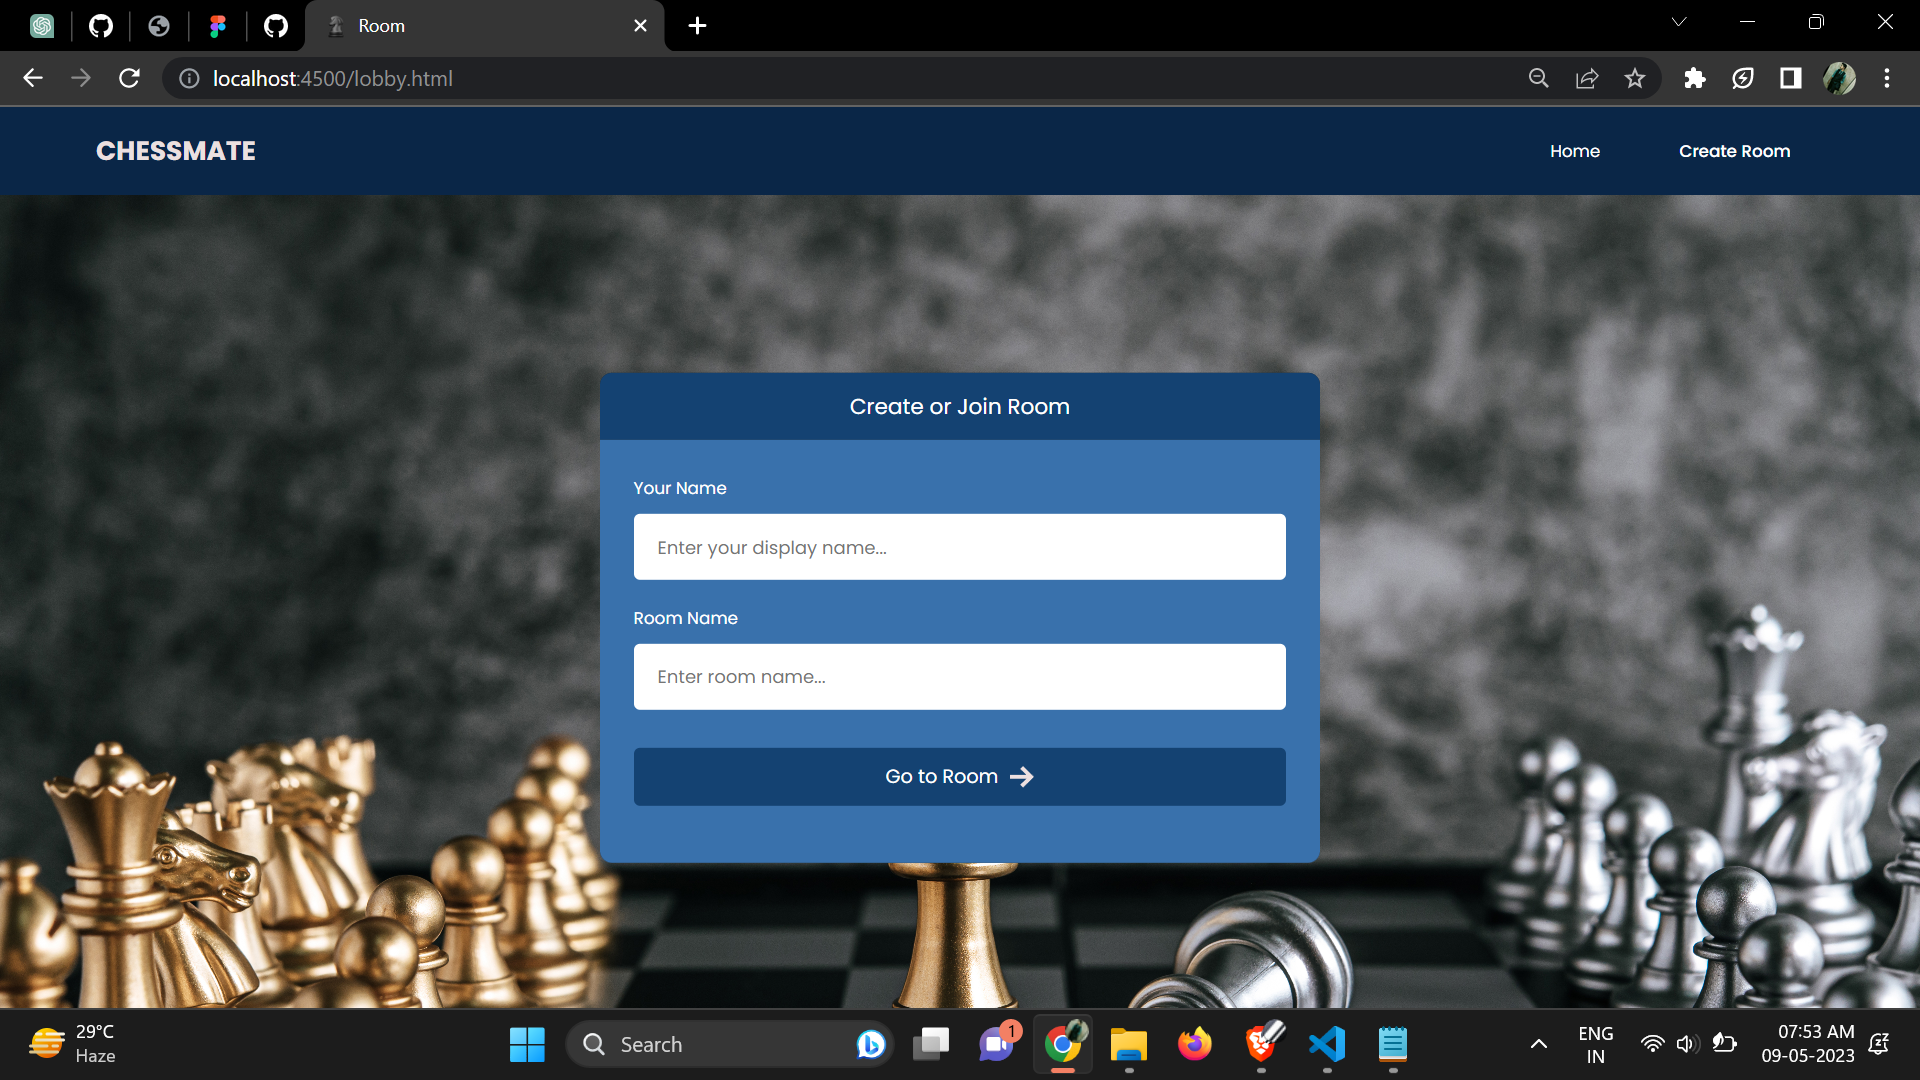 Room
localhost:4500/lobby.html
CHESSMATE
Home
Create Room
Create or Join Room
Your Name
Enter your display name...
Room Name
Enter room name...
Go to Room
29°C
Haze
Search
1
ENG
IN
07:53 AM
09-05-2023